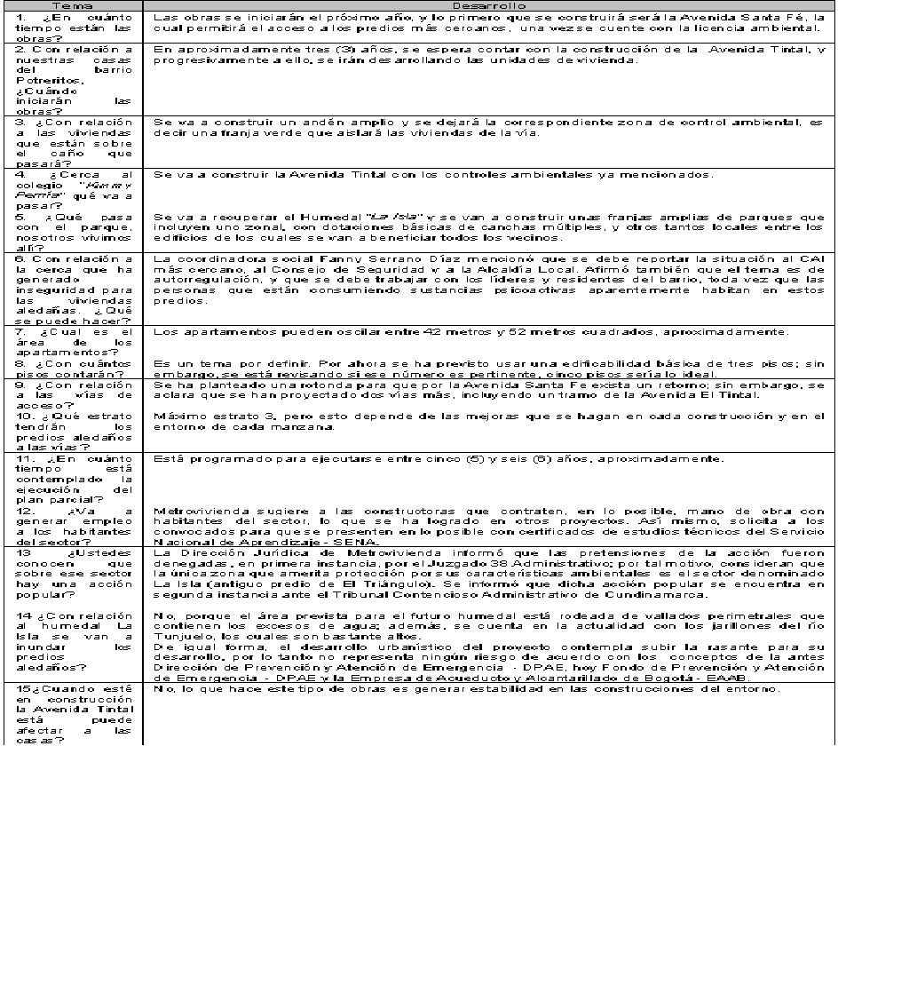 Tema
Desarrollo
1. ¿En cuánto
tiempo están las
obras?
Las obras se iniciarán el próximo año, y lo primero que se construirá será la Avenida Santa Fé, la
cual permitirá el acceso a los predios más cercanos, una vez se cuente con la licencia ambiental.
2. Con relación a
nuestras casas
del barrio
Potreritos,
¿Cuándo
iniciarán las
obras?
En aproximadamente tres (3) años, se espera contar con la construcción de la Avenida Tintal, y
progresivamente a ello, se irán desarrollando las unidades de vivienda.
3. ¿Con relación
a las viviendas
que están sobre
el caño que
pasará?
Se va a construir un andén amplio y se dejará la correspondiente zona de control ambiental, es
decir una franja verde que aislará las viviendas de la vía.
4. ¿Cerca al
colegio "Kimmy
Pernía" qué va a
pasar?
Se va a construir la Avenida Tintal con los controles ambientales ya mencionados.
5. ¿Qué pasa
con el parque,
nosotros vivimos
allí?
Se va a recuperar el Humedal "La Isla" y se van a construir unas franjas amplias de parques que
incluyen uno zonal, con dotaciones básicas de canchas múltiples, y otros tantos locales entre los
edificios de los cuales se van a beneficiar todos los vecinos.
6. Con relación a
la cerca que ha
generado
inseguridad para
las viviendas
aledañas. ¿Qué
se puede hacer?
La coordinadora social Fanny Serrano Díaz mencionó que se debe reportar la situación al CAI
más cercano, al Consejo de Seguridad y a la Alcaldía Local. Afirmó también que el tema es de
autorregulación, y que se debe trabajar con los líderes y residentes del barrio, toda vez que las
personas que están consumiendo sustancias psicoactivas aparentemente habitan en estos
predios.
7. ¿Cual es el
área de los
apartamentos?
Los apartamentos pueden oscilar entre 42 metros y 52 metros cuadrados, aproximadamente.
8. ¿Con cuántos
pisos contarán?
Es un tema por definir. Por ahora se ha previsto usar una edificabilidad básica de tres pisos; sin
embargo, se está revisando si ese número es pertinente, cinco pisos sería lo ideal.
9. ¿Con relación
a las vías de
acceso?
Se ha planteado una rotonda para que por la Avenida Santa Fe exista un retorno; sin embargo, se
aclara que se han proyectado dos vías más, incluyendo un tramo de la Avenida El Tintal.
10. ¿Qué estrato
tendrán los
predios aledaños
a las vías?
Máximo estrato 3, pero esto depende de las mejoras que se hagan en cada construcción y en el
entorno de cada manzana.
11. ¿En cuánto
tiempo está
contemplado la
ejecución del
plan parcial?
Está programado para ejecutarse entre cinco (5) y seis (6) años, aproximadamente.
12. ¿Va a
generar empleo
a los habitantes
del sector?
Metrovivienda sugiere a las constructoras que contraten, en lo posible, mano de obra con
habitantes del sector, lo que se ha logrado en otros proyectos. Así mismo, solicita a los
convocados para que se presenten en lo posible con certificados de estudios técnicos del Servicio
Nacional de Aprendizaje - SENA.
13 ¿Ustedes
conocen que
sobre ese sector
hay una acción
popular?
La Dirección Jurídica de Metrovivienda informó que las pretensiones de la acción fueron
denegadas, en primera instancia, por el Juzgado 38 Administrativo; por tal motivo, consideran que
la única zona que amerita protección por sus características ambientales es el sector denominado
La Isla (antiguo predio de El Triángulo). Se informó que dicha acción popular se encuentra en
segunda instancia ante el Tribunal Contencioso Administrativo de Cundinamarca.
14 ¿Con relación
al humedal La
Isla se van a
inundar los
predios
aledaños?
No, porque el área prevista para el futuro humedal está rodeada de vallados perimetrales que
contienen los excesos de agua; además, se cuenta en la actualidad con los jarillones del río
Tunjuelo, los cuales son bastante altos.
De igual forma, el desarrollo urbanístico del proyecto contempla subir la rasante para su
desarrollo, por lo tanto no representa ningún riesgo de acuerdo con los conceptos de la antes
Dirección de Prevención y Atención de Emergencia - DPAE, hoy Fondo de Prevención y Atención
de Emergencia - DPAE y la Empresa de Acueducto y Alcantarillado de Bogotá - EAAB.
15¿Cuando esté
en construcción
la Avenida Tintal
está puede
afectar a las
casas?
No, lo que hace este tipo de obras es generar estabilidad en las construcciones del entorno.